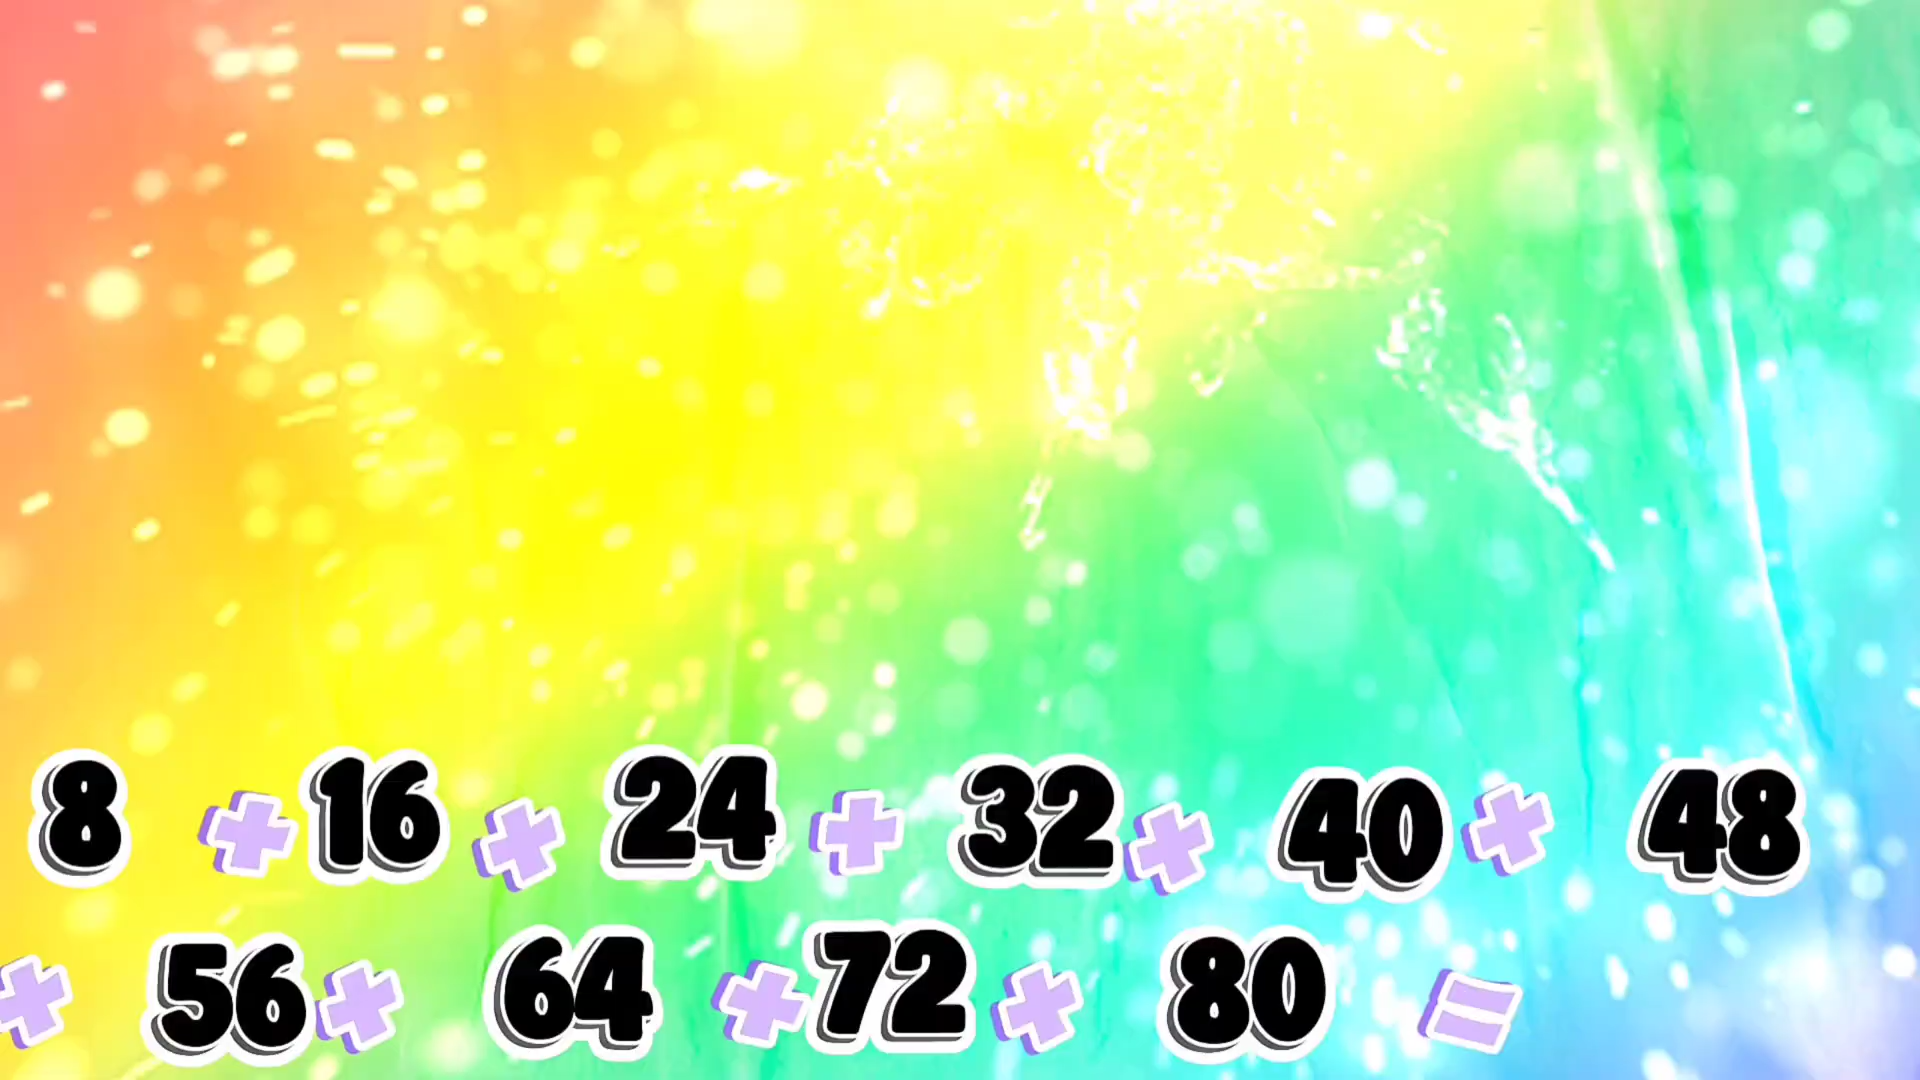 8 + 16 + 24 + 32 + 40 + 48
+ 56 + 64 + 72 + 80 =